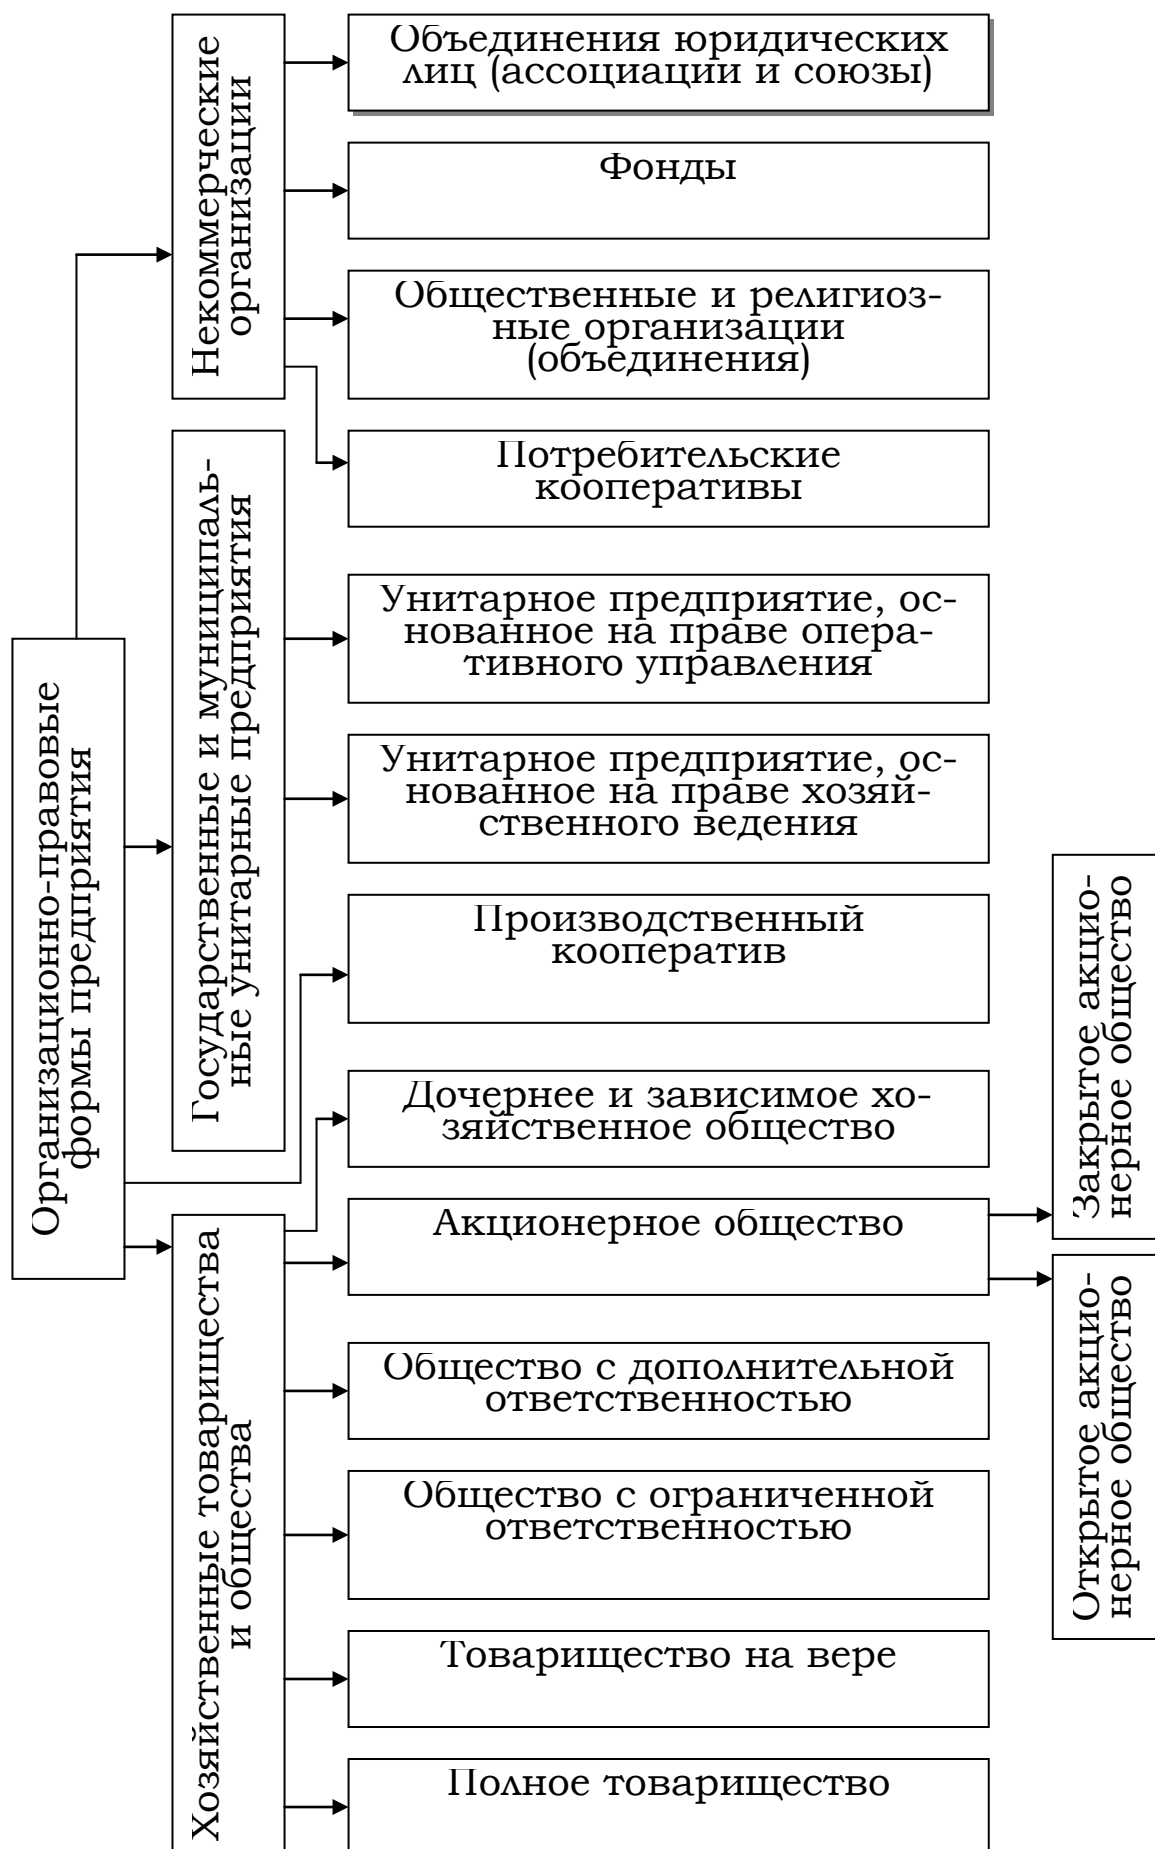 Организационно-правовые
формы предприятия
Некоммерческие
организации
Объединения юридических
лиц (ассоциации и союзы)
Фонды
Общественные и религиоз-
ные организации
(объединения)
Потребительские
кооперативы
Государственные и муниципаль-
ные унитарные предприятия
Унитарное предприятие, ос-
нованное на праве опера-
тивного управления
Унитарное предприятие, ос-
нованное на праве хозяй-
ственного ведения
Производственный
кооператив
Хозяйственные товарищества
и общества
Дочернее и зависимое хо-
зяйственное общество
Акционерное общество
Закрытое акцио-
нерное общество
Открытое акцио-
нерное общество
Общество с дополнительной
ответственностью
Общество с ограниченной
ответственностью
Товарищество на вере
Полное товарищество